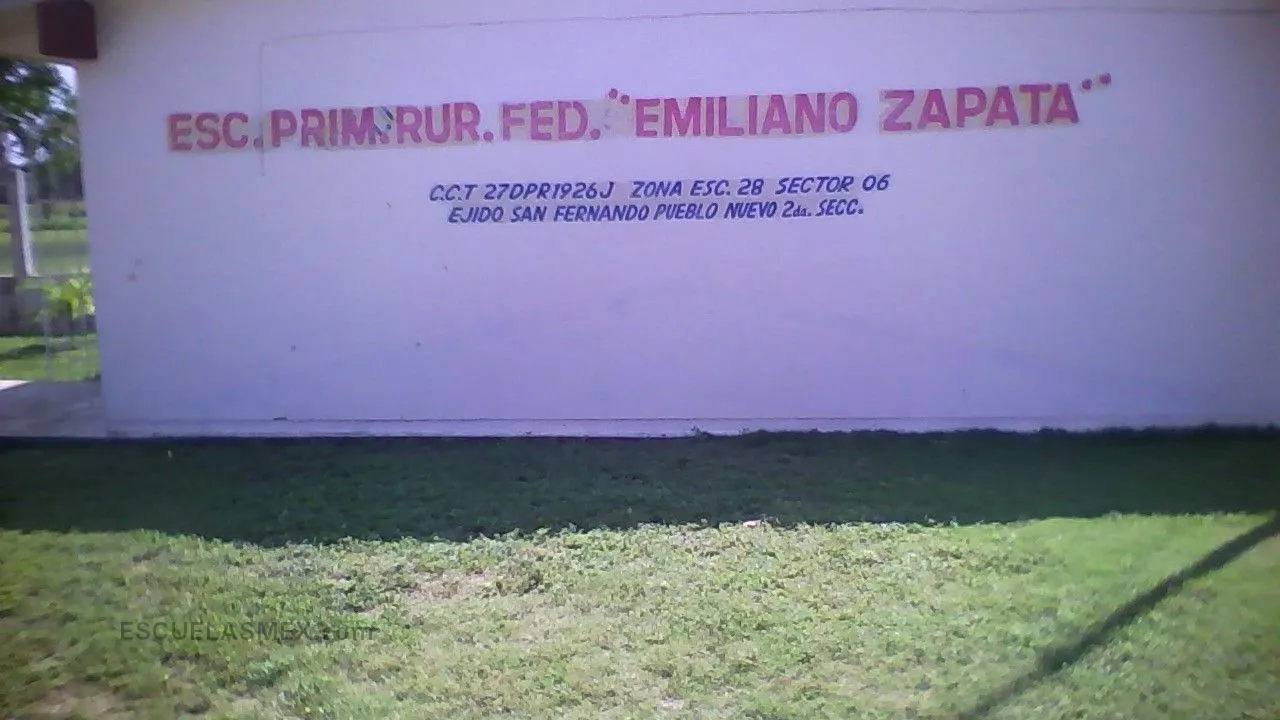 ESC. PRIM. RUR. FED. "EMILIANO ZAPATA"
C.C.T 27DPR1926J ZONA ESC. 28 SECTOR 06
EJIDO SAN FERNANDO PUEBLO NUEVO 2da. SECC.
ESCUELASMEX.com